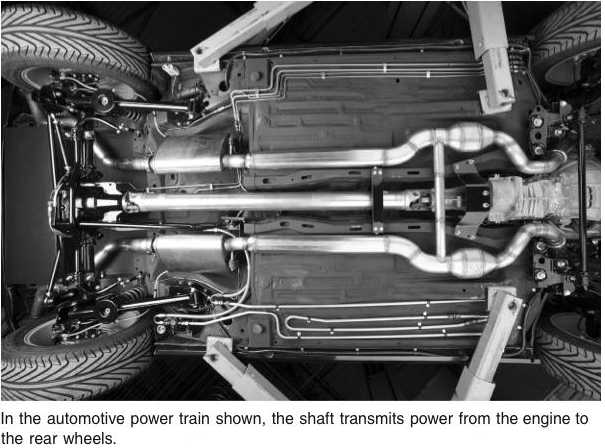 In the automotive power train shown, the shaft transmits power from the engine to
the rear wheels.